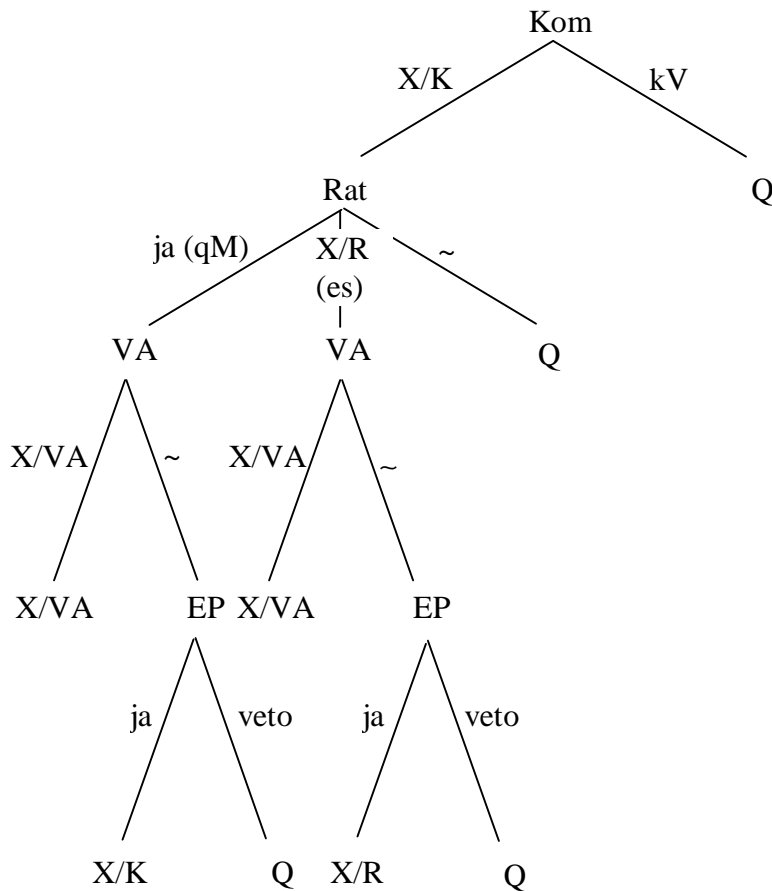 Kom
X/K kV
Rat Q
ja (qM) X/R ~
(es)
VA VA Q
X/VA ~ X/VA ~
X/VA EP X/VA EP
ja veto ja veto
X/K Q X/R Q